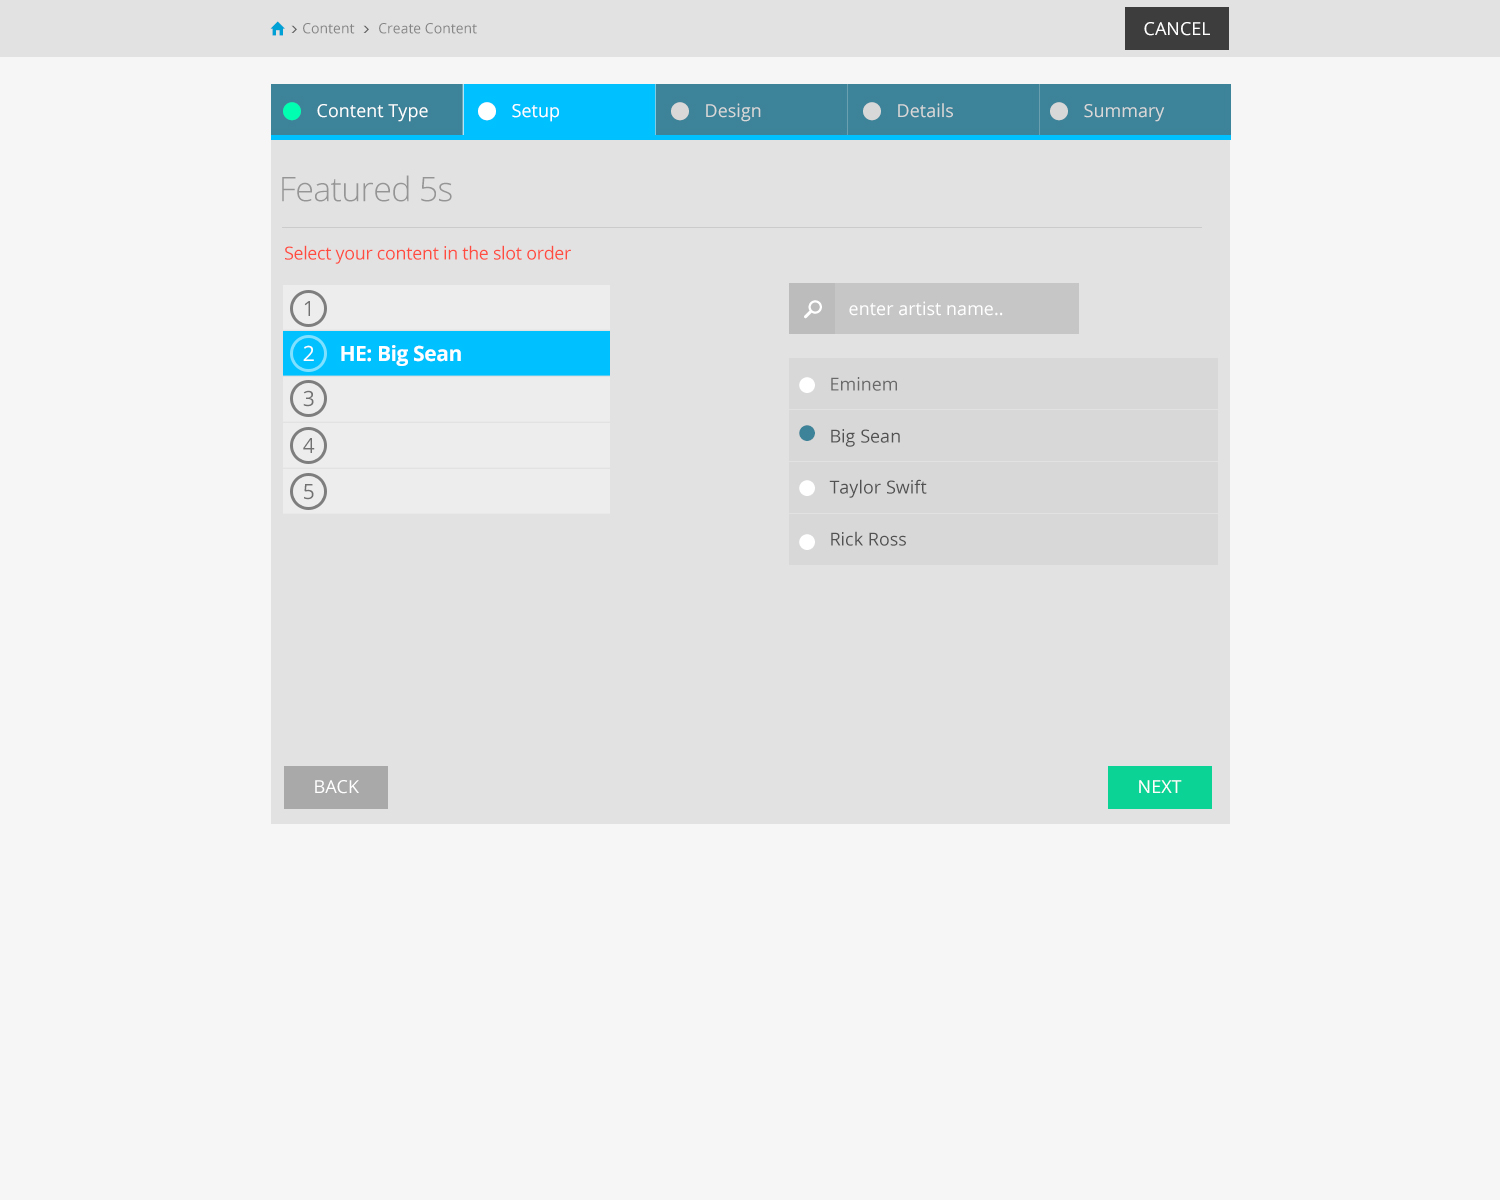 Content Create Content
CANCEL
Content Type Setup Design Details Summary
Featured 5s
Select your content in the slot order
1
2 HE: Big Sean
3
4
5
enter artist name..
Eminem
Big Sean
Taylor Swift
Rick Ross
BACK
NEXT